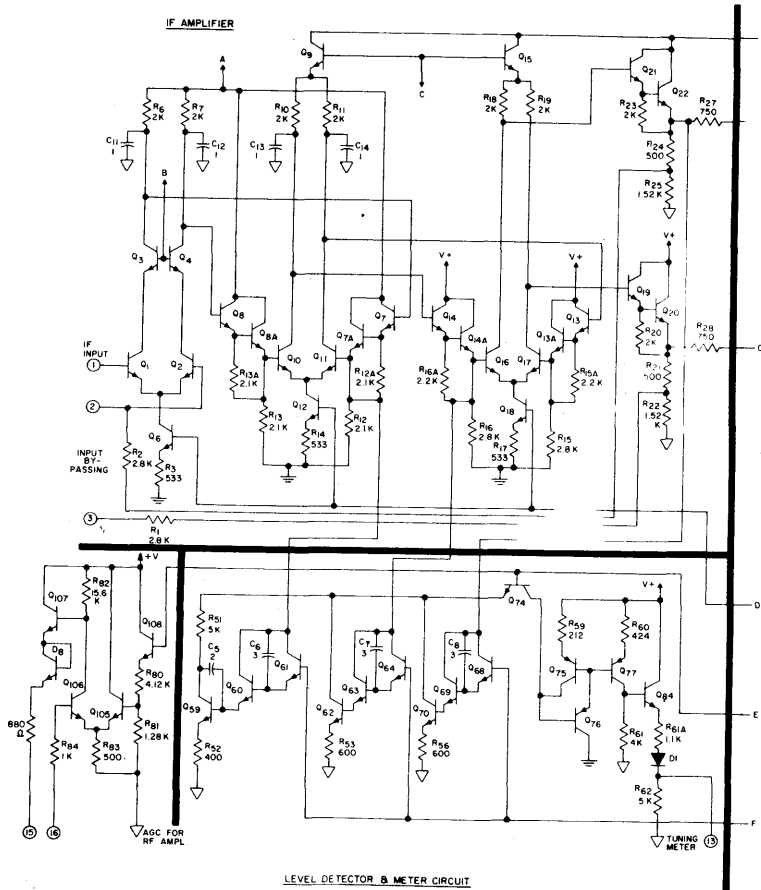 IF AMPLIFIER
Q9
Q15
A
C
Q21
Q22
R6
2K
R7
2K
R10
2K
R11
2K
R18
2K
R19
2K
R23
2K
R27
750
C11
1
C12
1
C13
1
C14
1
R24
500
R25
1.52K
B
V+
Q3
Q4
V+
V+
Q19
Q20
Q8
Q8A
Q7
Q7A
Q14
Q14A
Q13
Q13A
R20
2K
R28
750
C
IF
INPUT
1
Q1
Q2
Q10
Q11
Q16
Q17
R13A
2.1K
R12A
2.1K
R16A
2.2K
R15A
2.2K
R21
500
2
Q12
Q18
R22
1.52
K
Q6
R13
2.1K
R14
533
R12
2.1K
R16
2.8K
R17
533
R15
2.8K
INPUT
BY-
PASSING
R2
2.8K
R3
533
3
R1
2.8K
+V
Q107
R82
15.6
K
Q108
Q74
V+
D
R51
5K
R59
212
R60
424
D8
C5
2
C6
3
Q61
C7
3
Q64
C8
3
Q68
Q75
Q77
Q84
Q106
R80
4.12K
Q105
Q59
Q60
Q62
Q63
Q70
Q69
Q76
E
880
Ω
R84
1K
R83
500
R81
1.28K
R52
400
R53
600
R56
600
R61
4K
R61A
1.1K
D1
R62
5K
F
15
16
AGC FOR
RF AMPL
TUNING
METER
13
LEVEL DETECTOR & METER CIRCUIT